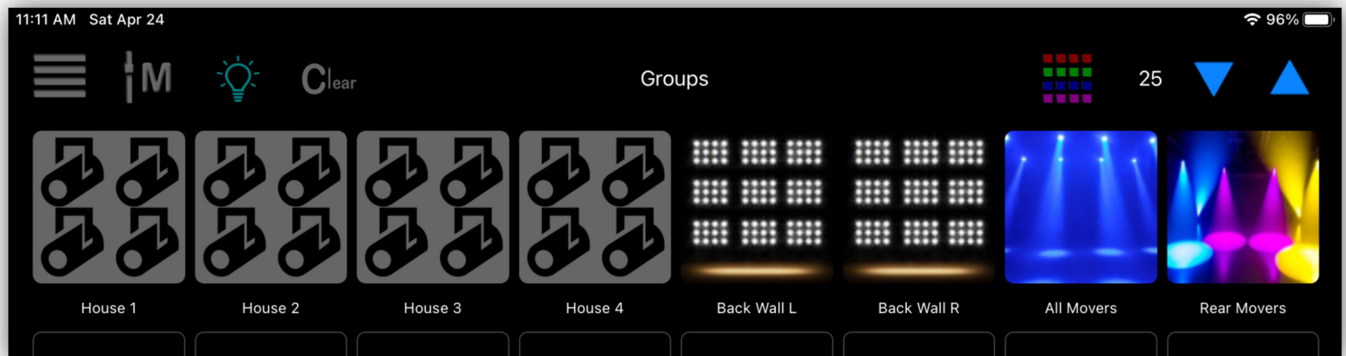 11:11 AM Sat Apr 24 96%
M Clear Groups 25
House 1 House 2 House 3 House 4 Back Wall L Back Wall R All Movers Rear Movers